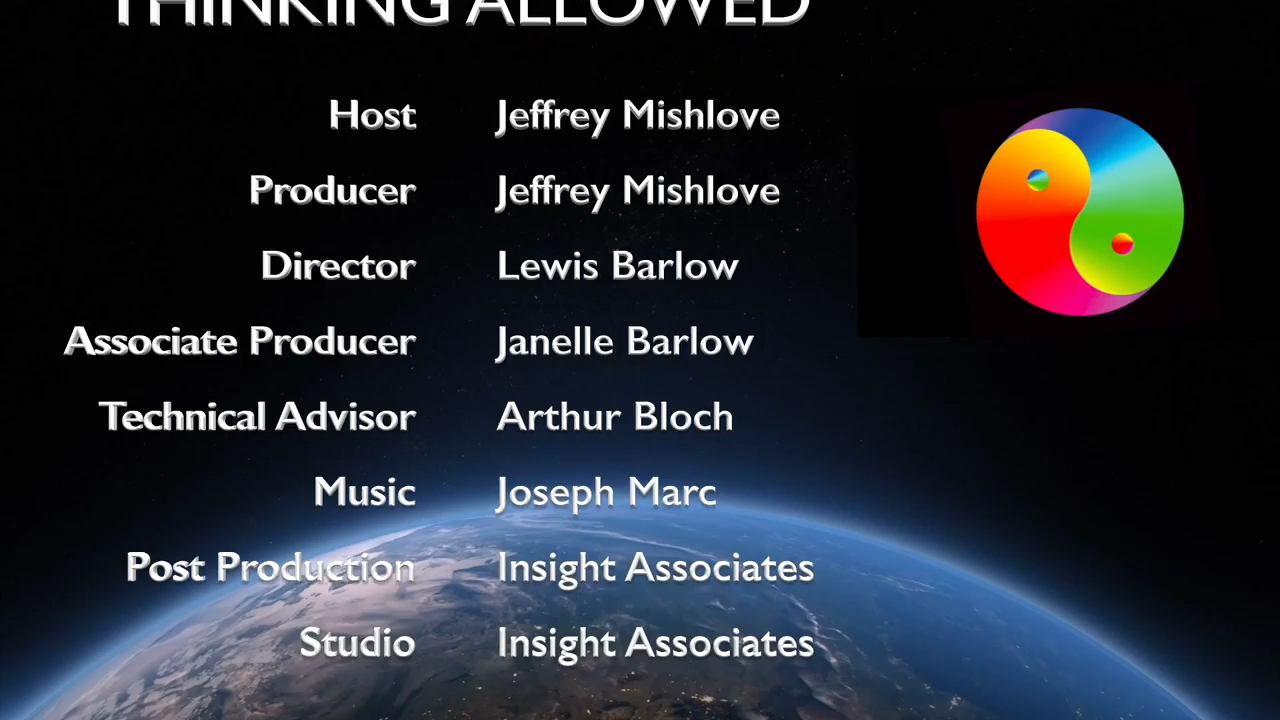 THINKING ALLOWED
Host Jeffrey Mishlove
Producer Jeffrey Mishlove
Director Lewis Barlow
Associate Producer Janelle Barlow
Technical Advisor Arthur Bloch
Music Joseph Marc
Post Production Insight Associates
Studio Insight Associates